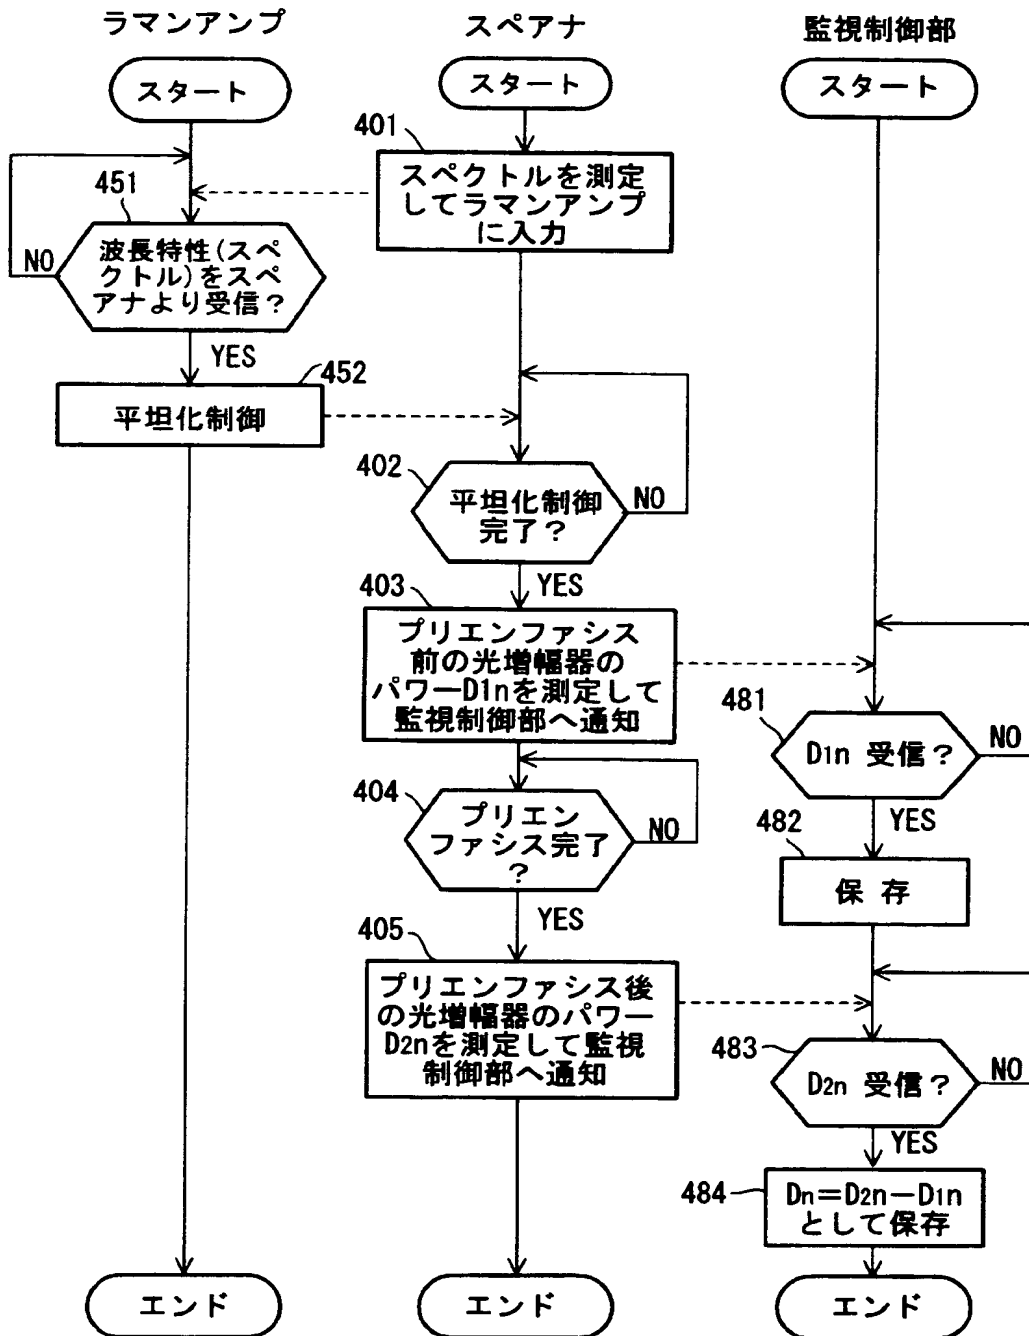 ラマンアンプ
スタート
451
波長特性(スペ
クトル)をスペ
アナより受信?
NO
YES
452
平坦化制御
エンド
スペアナ
スタート
401
スペクトルを測定
してラマンアンプ
に入力
402
平坦化制御
完了?
NO
YES
403
プリエンファシス
前の光増幅器の
パワーD1nを測定して
監視制御部へ通知
404
プリエン
ファシス完了
?
NO
YES
405
プリエンファシス後
の光増幅器のパワー
D2nを測定して監視
制御部へ通知
エンド
監視制御部
スタート
481
D1n 受信?
NO
YES
482
保 存
483
D2n 受信?
NO
YES
484
Dn=D2n−D1n
として保存
エンド